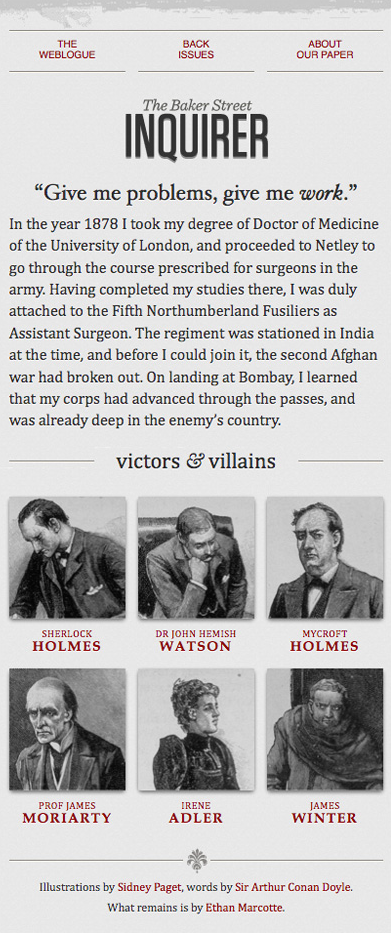 THE
WEBLOGUE
BACK
ISSUES
ABOUT
OUR PAPER
The Baker Street
INQUIRER
“Give me problems, give me work.”
In the year 1878 I took my degree of Doctor of Medicine
of the University of London, and proceeded to Netley to
go through the course prescribed for surgeons in the
army. Having completed my studies there, I was duly
attached to the Fifth Northumberland Fusiliers as
Assistant Surgeon. The regiment was stationed in India
at the time, and before I could join it, the second Afghan
war had broken out. On landing at Bombay, I learned
that my corps had advanced through the passes, and
was already deep in the enemy’s country.
victors & villains
SHERLOCK
HOLMES
DR JOHN HEMISH
WATSON
MYCROFT
HOLMES
PROF JAMES
MORIARTY
IRENE
ADLER
JAMES
WINTER
Illustrations by Sidney Paget, words by Sir Arthur Conan Doyle.
What remains is by Ethan Marcotte.